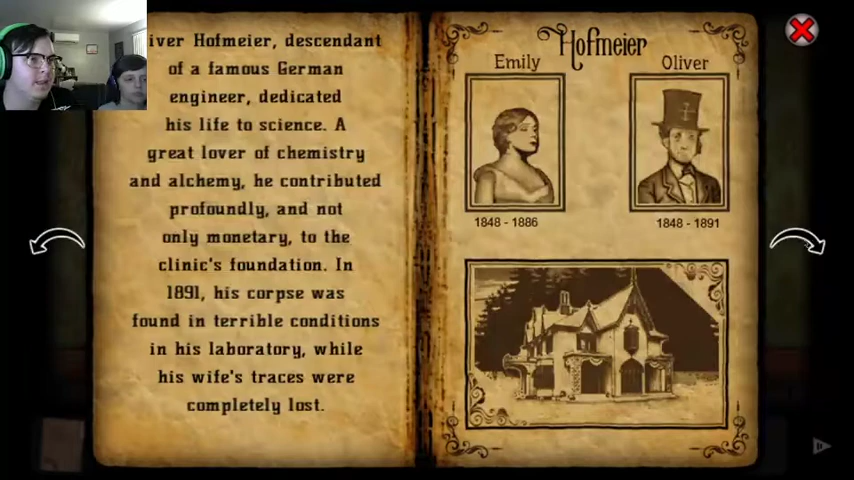 iver Hofmeier, descendant
of a famous German
engineer, dedicated
his life to science. A
great lover of chemistry
and alchemy, he contributed
profoundly, and not
only monetary, to the
clinic's foundation. In
1891, his corpse was
found in terrible conditions
in his laboratory, while
his wife's traces were
completely lost.
Hofmeier
Emily
Oliver
1848 - 1886
1848 - 1891